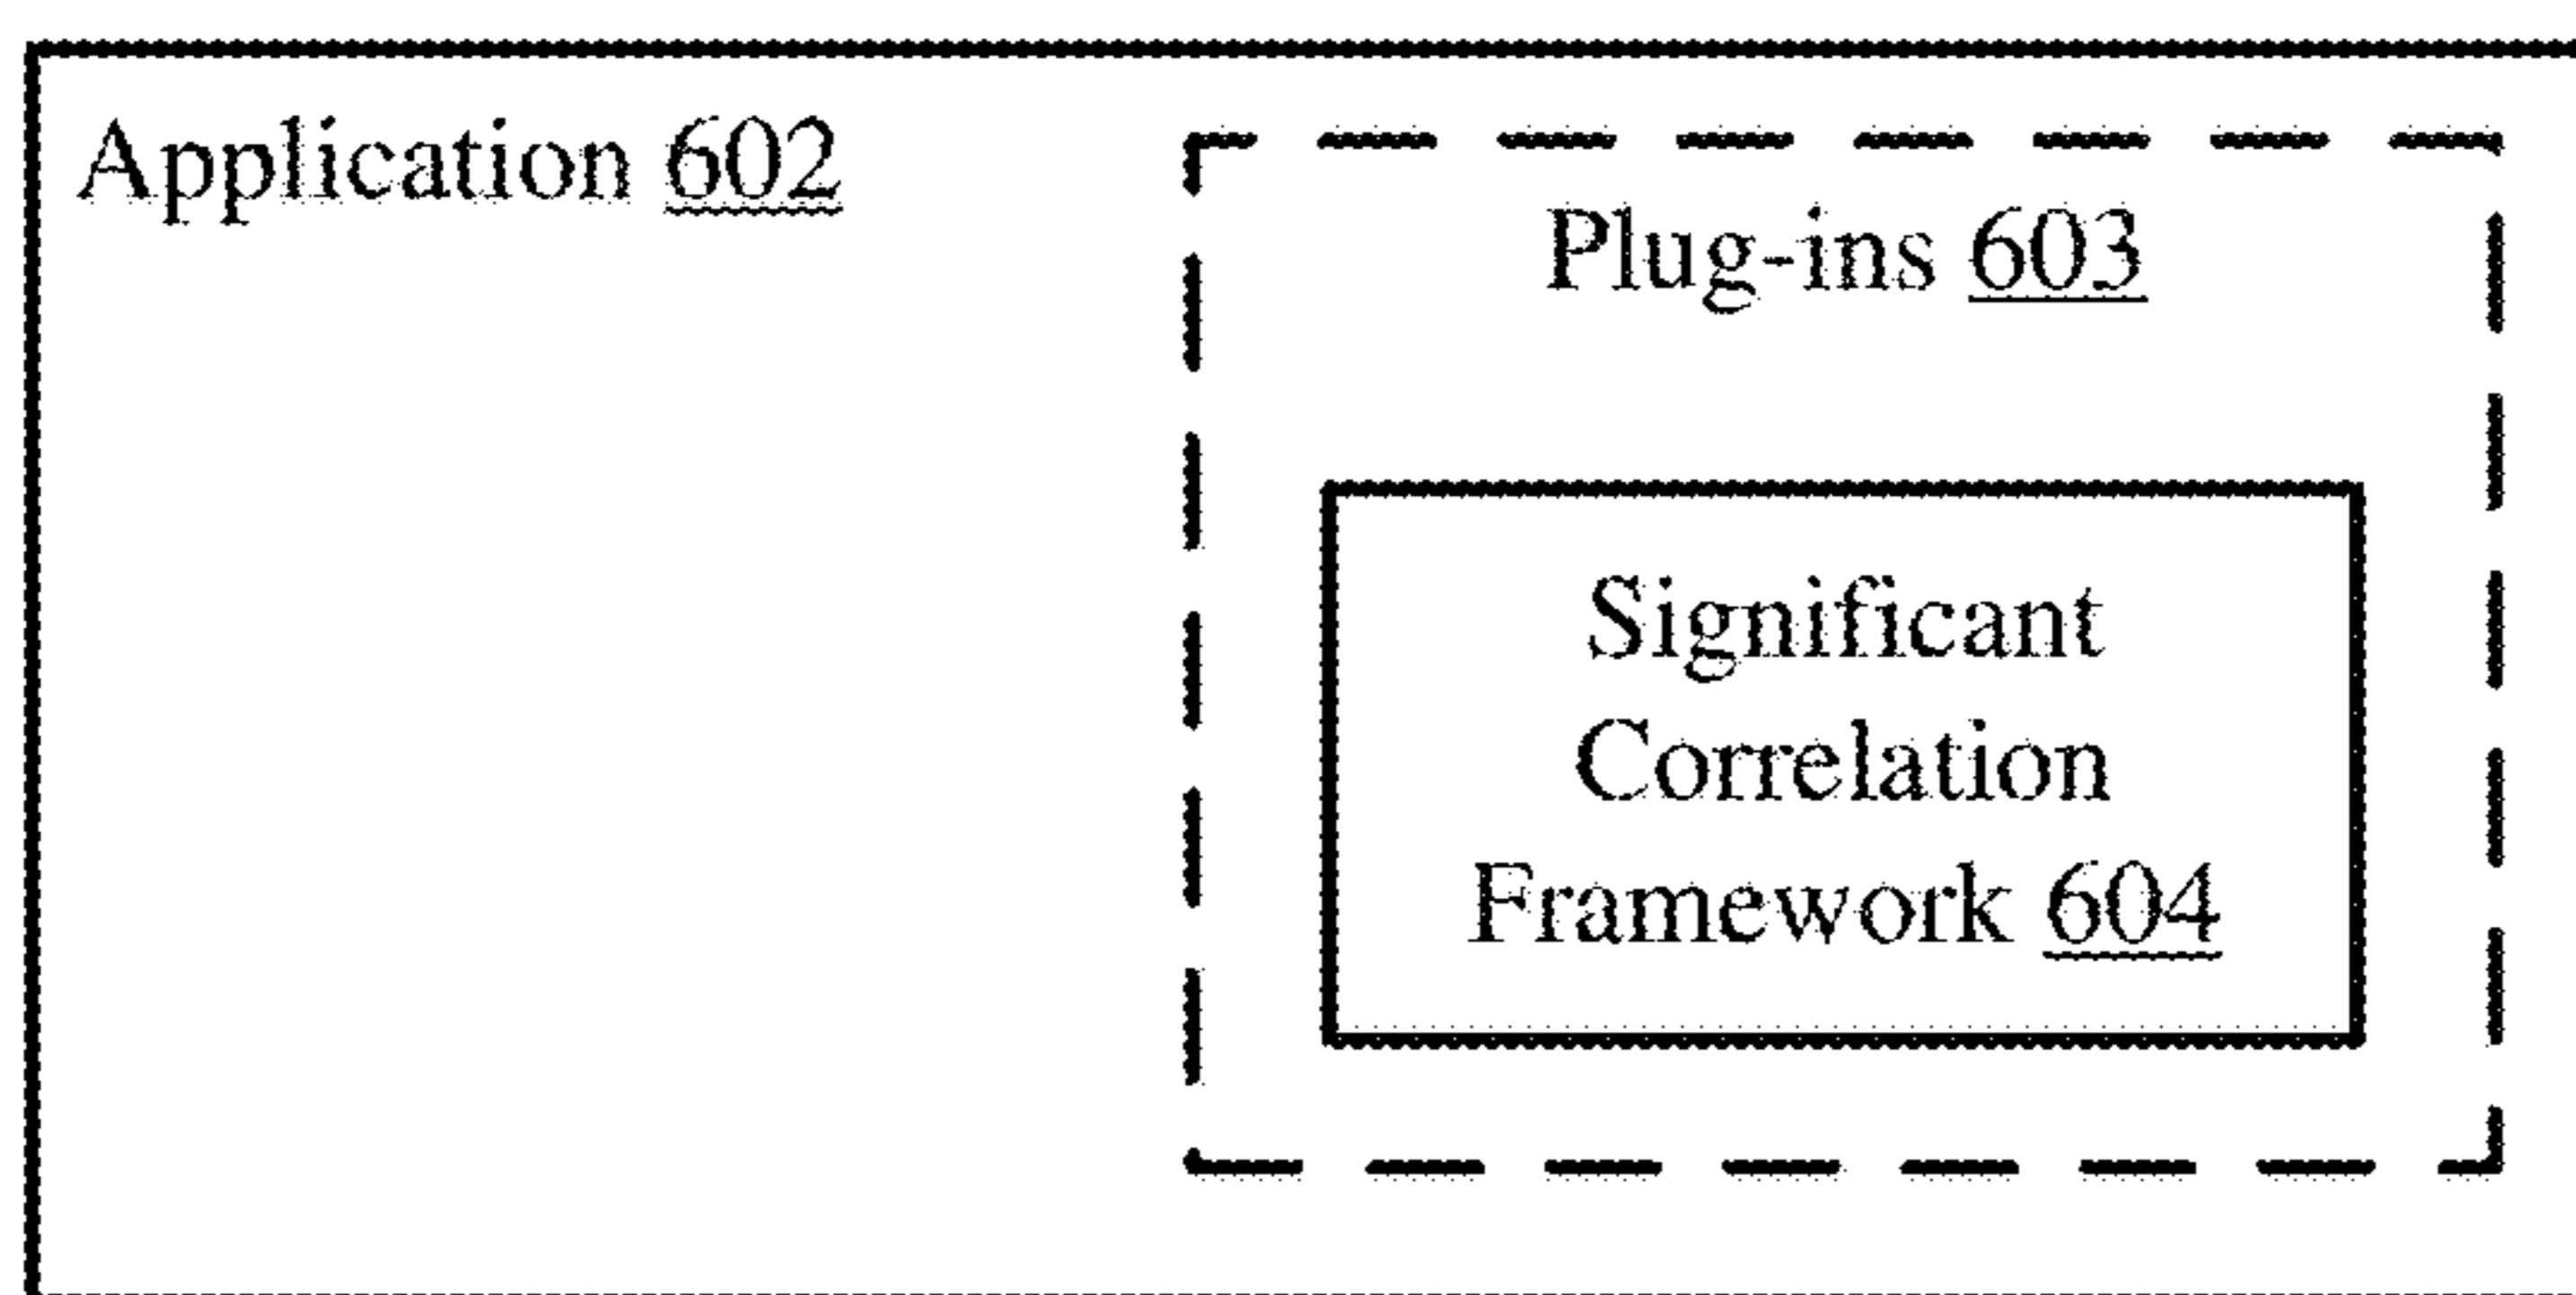 Application 602
Plug-ins 603
Significant
Correlation
Framework 604